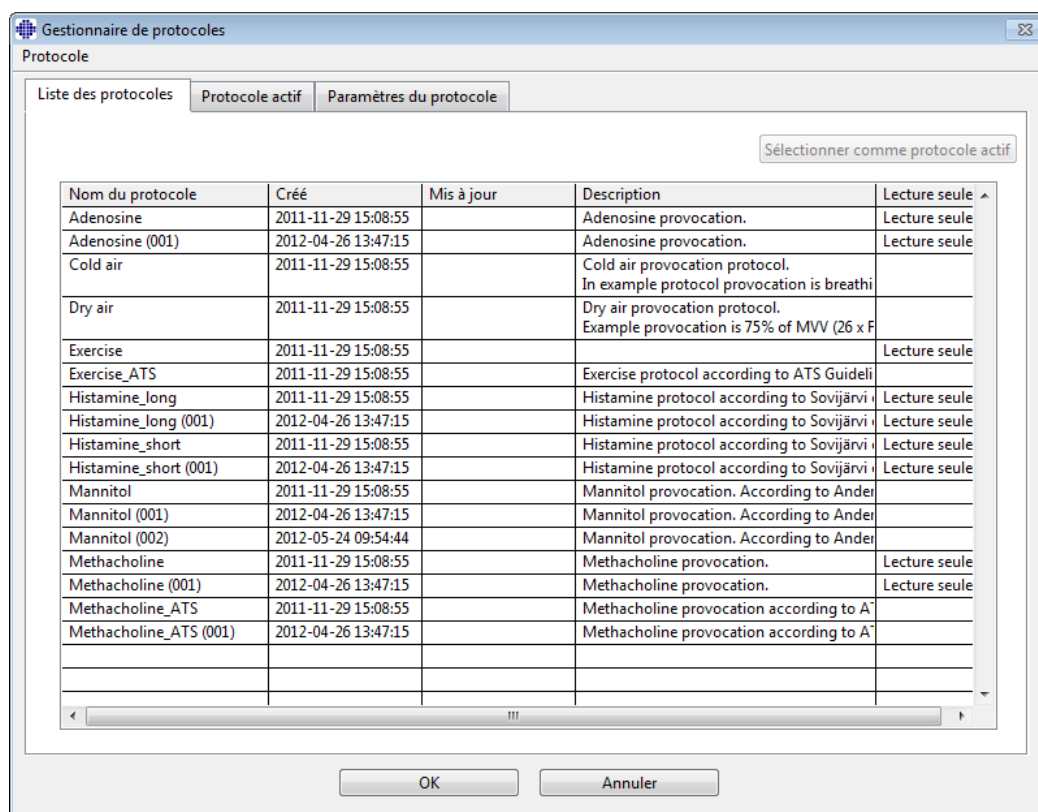 Gestionnaire de protocoles
Protocole
Liste des protocoles Protocole actif Paramètres du protocole
Sélectionner comme protocole actif
Nom du protocole Créé Mis à jour Description Lecture seule
Adenosine 2011-11-29 15:08:55 Adenosine provocation. Lecture seule
Adenosine (001) 2012-04-26 13:47:15 Adenosine provocation. Lecture seule
Cold air 2011-11-29 15:08:55 Cold air provocation protocol.
In example protocol provocation is breathi
Dry air 2011-11-29 15:08:55 Dry air provocation protocol.
Example provocation is 75% of MVV (26 x F
Exercise 2011-11-29 15:08:55 Lecture seule
Exercise_ATS 2011-11-29 15:08:55 Exercise protocol according to ATS Guideli
Histamine_long 2011-11-29 15:08:55 Histamine protocol according to Sovijärvi Lecture seule
Histamine_long (001) 2012-04-26 13:47:15 Histamine protocol according to Sovijärvi Lecture seule
Histamine_short 2011-11-29 15:08:55 Histamine protocol according to Sovijärvi Lecture seule
Histamine_short (001) 2012-04-26 13:47:15 Histamine protocol according to Sovijärvi Lecture seule
Mannitol 2011-11-29 15:08:55 Mannitol provocation. According to Ander
Mannitol (001) 2012-04-26 13:47:15 Mannitol provocation. According to Ander
Mannitol (002) 2012-05-24 09:54:44 Mannitol provocation. According to Ander
Methacholine 2011-11-29 15:08:55 Methacholine provocation. Lecture seule
Methacholine (001) 2012-04-26 13:47:15 Methacholine provocation. Lecture seule
Methacholine_ATS 2011-11-29 15:08:55 Methacholine provocation according to A
Methacholine_ATS (001) 2012-04-26 13:47:15 Methacholine provocation according to A
OK Annuler